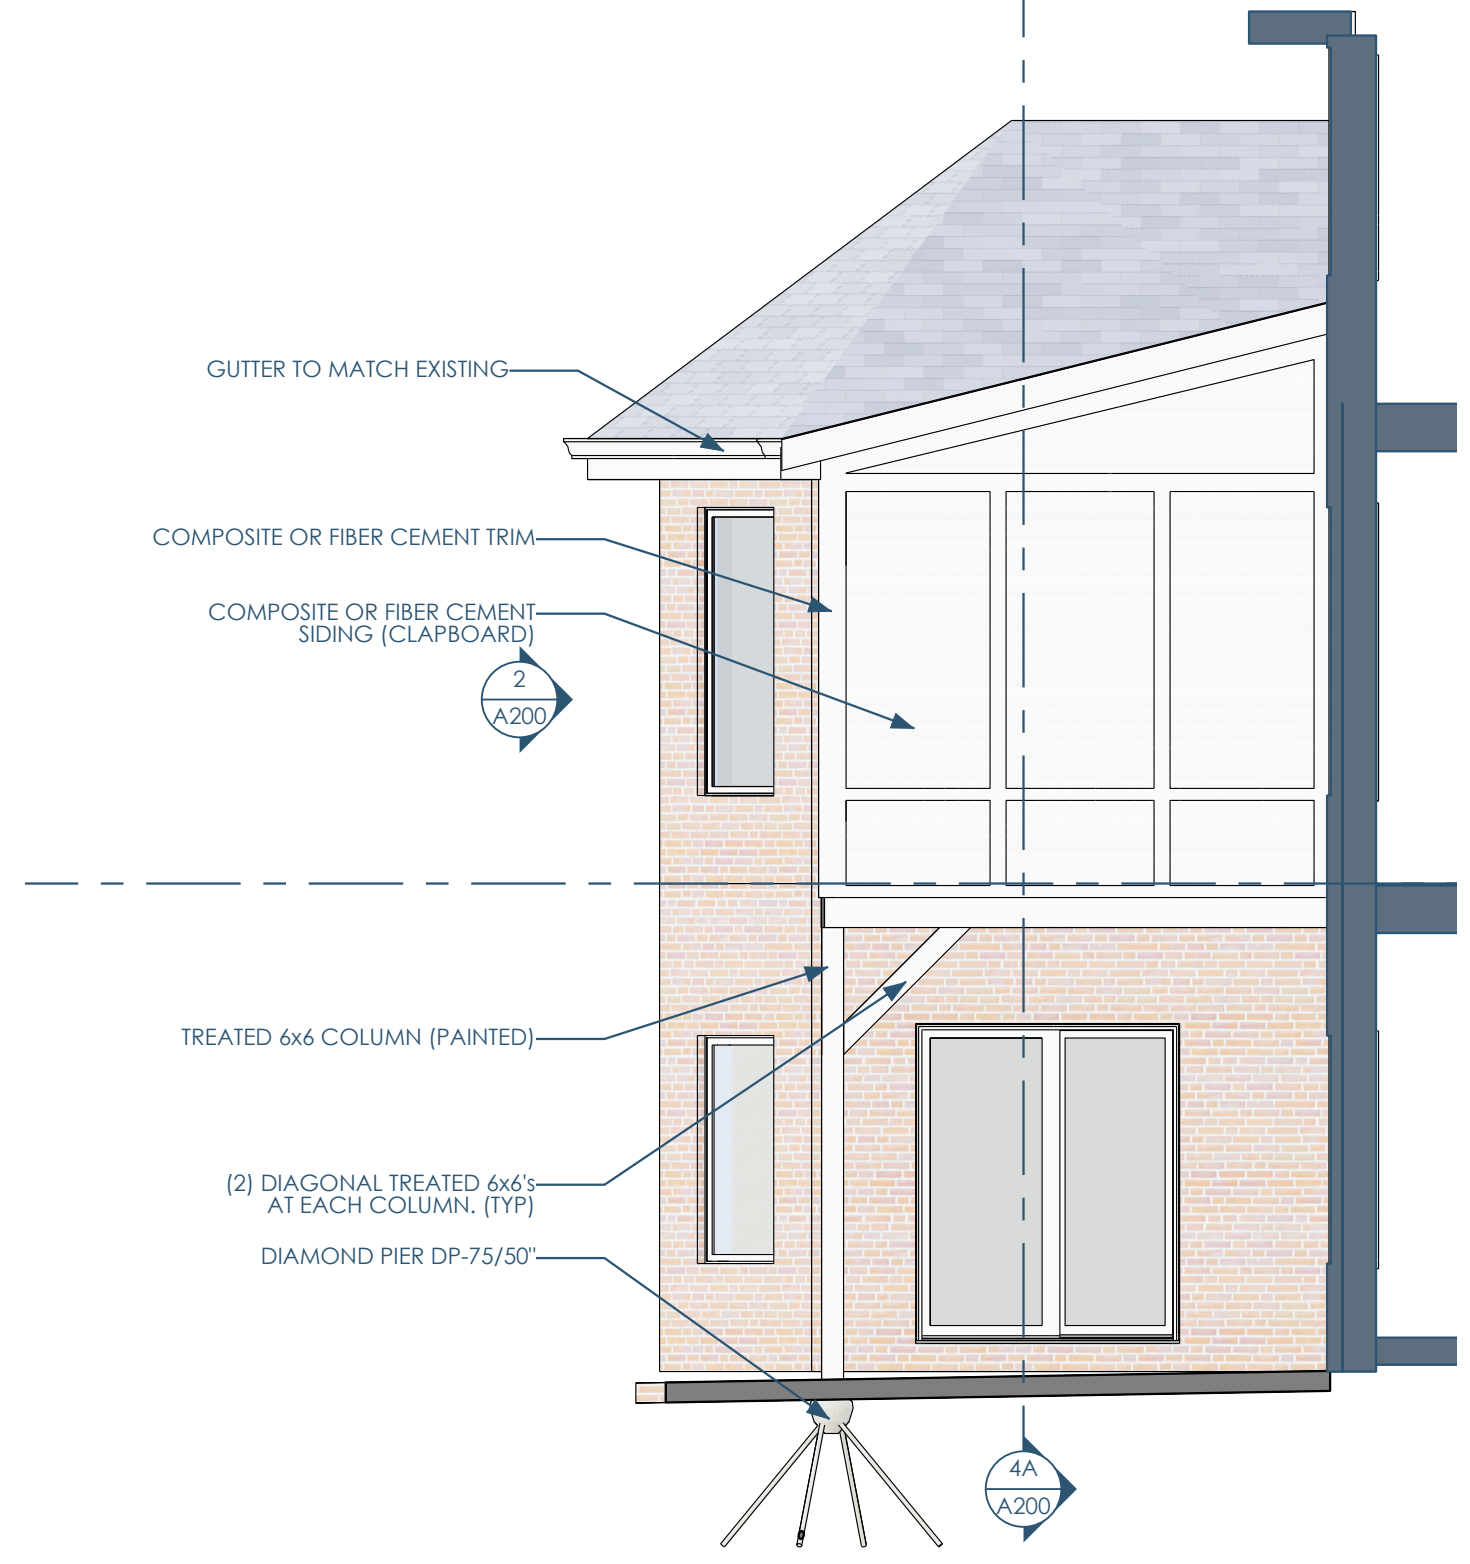 GUTTER TO MATCH EXISTING
COMPOSITE OR FIBER CEMENT TRIM
COMPOSITE OR FIBER CEMENT
SIDING (CLAPBOARD)
2
A200
TREATED 6x6 COLUMN (PAINTED)
(2) DIAGONAL TREATED 6x6's
AT EACH COLUMN. (TYP)
DIAMOND PIER DP-75/50"
4A
A200